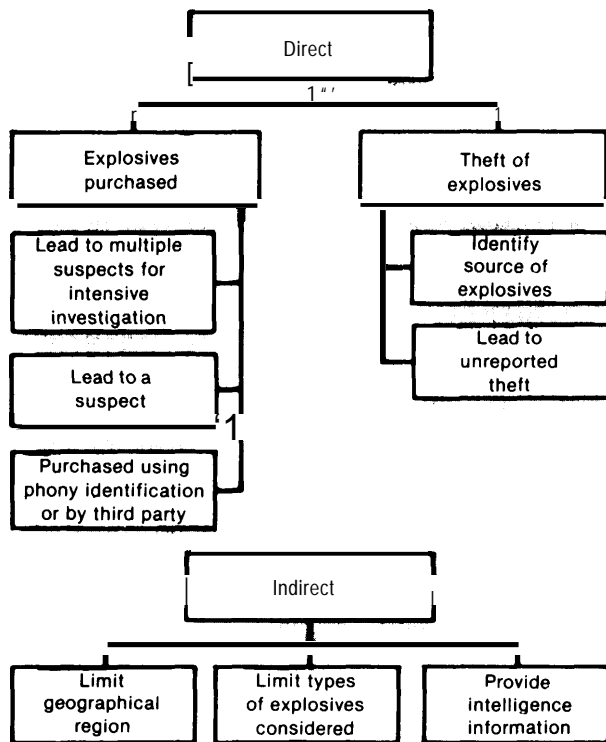 Direct
Explosives
purchased
Lead to multiple
suspects for
intensive
investigation
Lead to a
suspect
Purchased using
phony identification
or by third party
Theft of
explosives
Identify
source of
explosives
Lead to
unreported
theft
Indirect
Limit
geographical
region
Limit types
of explosives
considered
Provide
intelligence
information